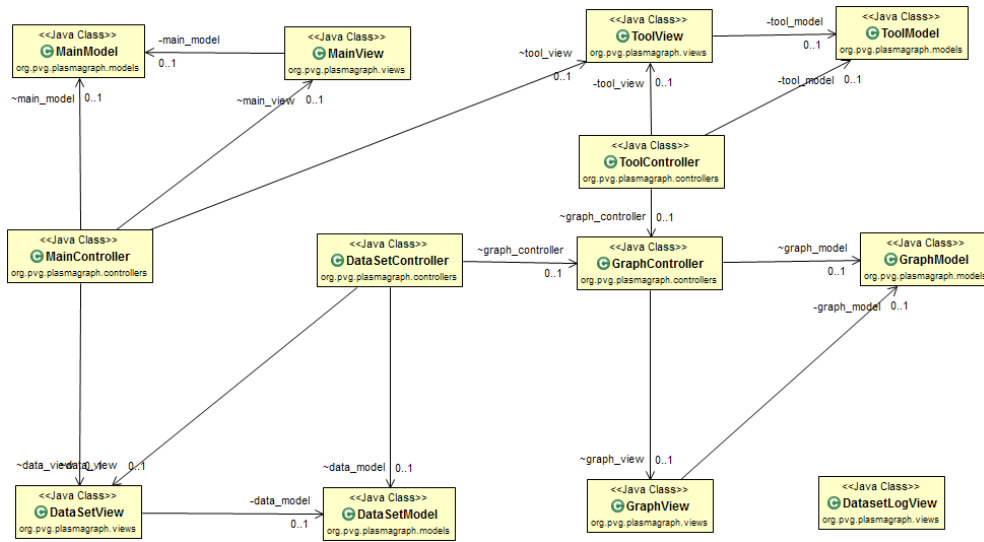 <<Java Class>>
MainModel
org.pvg.plasmagraph.models
-main_model
0..1
<<Java Class>>
MainView
org.pvg.plasmagraph.views
~tool_view
0..1
<<Java Class>>
ToolView
org.pvg.plasmagraph.views
-tool_model
0..1
<<Java Class>>
ToolModel
org.pvg.plasmagraph.models
~main_model
0..1
~main_view
0..1
-tool_view
0..1
-tool_model
0..1
<<Java Class>>
ToolController
org.pvg.plasmagraph.controllers
~graph_controller
0..1
<<Java Class>>
MainController
org.pvg.plasmagraph.controllers
<<Java Class>>
DataSetController
org.pvg.plasmagraph.controllers
~graph_controller
0..1
<<Java Class>>
GraphController
org.pvg.plasmagraph.controllers
~graph_model
0..1
<<Java Class>>
GraphModel
org.pvg.plasmagraph.models
-graph_model
0..1
~data_view
0..1
~data_view
0..1
~data_model
0..1
~graph_view
0..1
<<Java Class>>
DataSetView
org.pvg.plasmagraph.views
-data_model
0..1
<<Java Class>>
DataSetModel
org.pvg.plasmagraph.models
<<Java Class>>
GraphView
org.pvg.plasmagraph.views
<<Java Class>>
DatasetLogView
org.pvg.plasmagraph.views